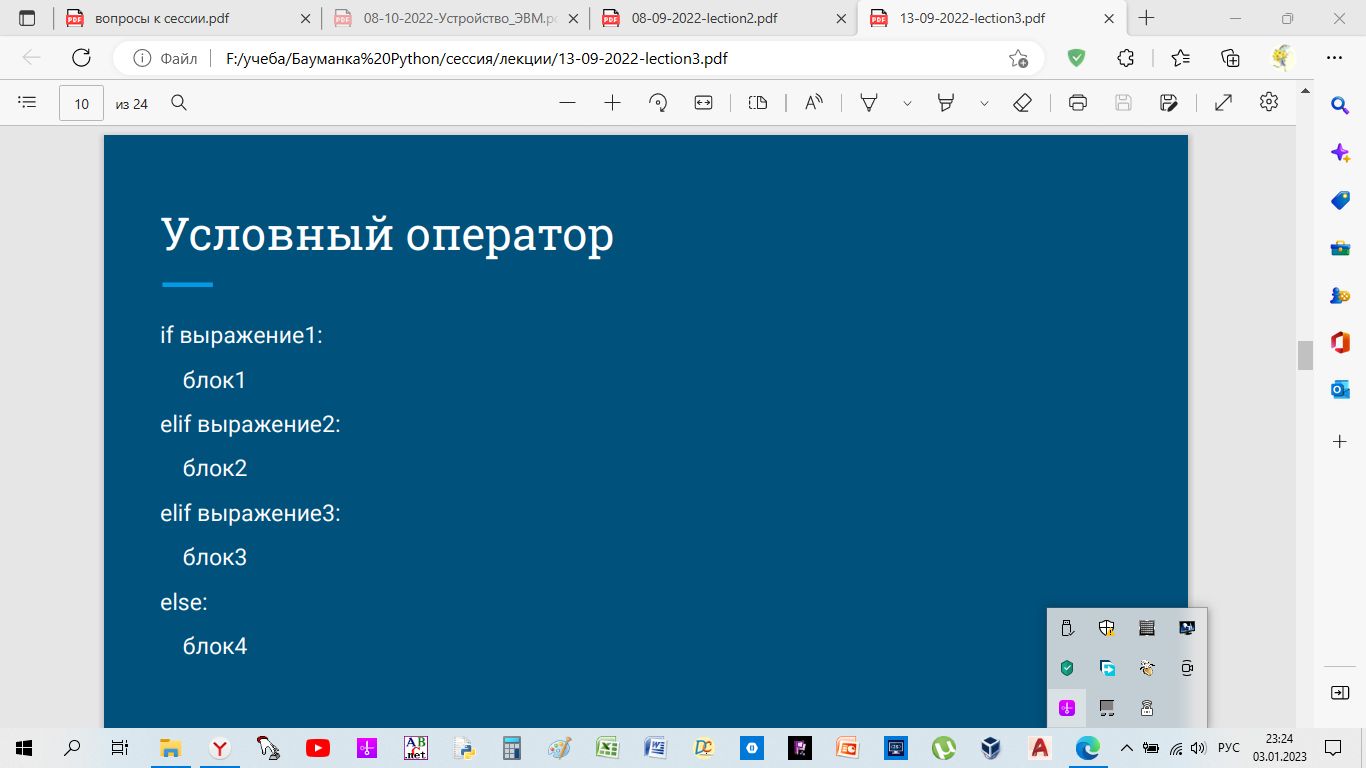 вопросы к сессии.pdf
08-10-2022-Устройство_ЭВМ.pd
08-09-2022-lection2.pdf
13-09-2022-lection3.pdf
Файл
F:/учеба/Бауманка%20Python/сессия/лекции/13-09-2022-lection3.pdf
10 из 24
Условный оператор
if выражение1:
блок1
elif выражение2:
блок2
elif выражение3:
блок3
else:
блок4
РУС
23:24
03.01.2023